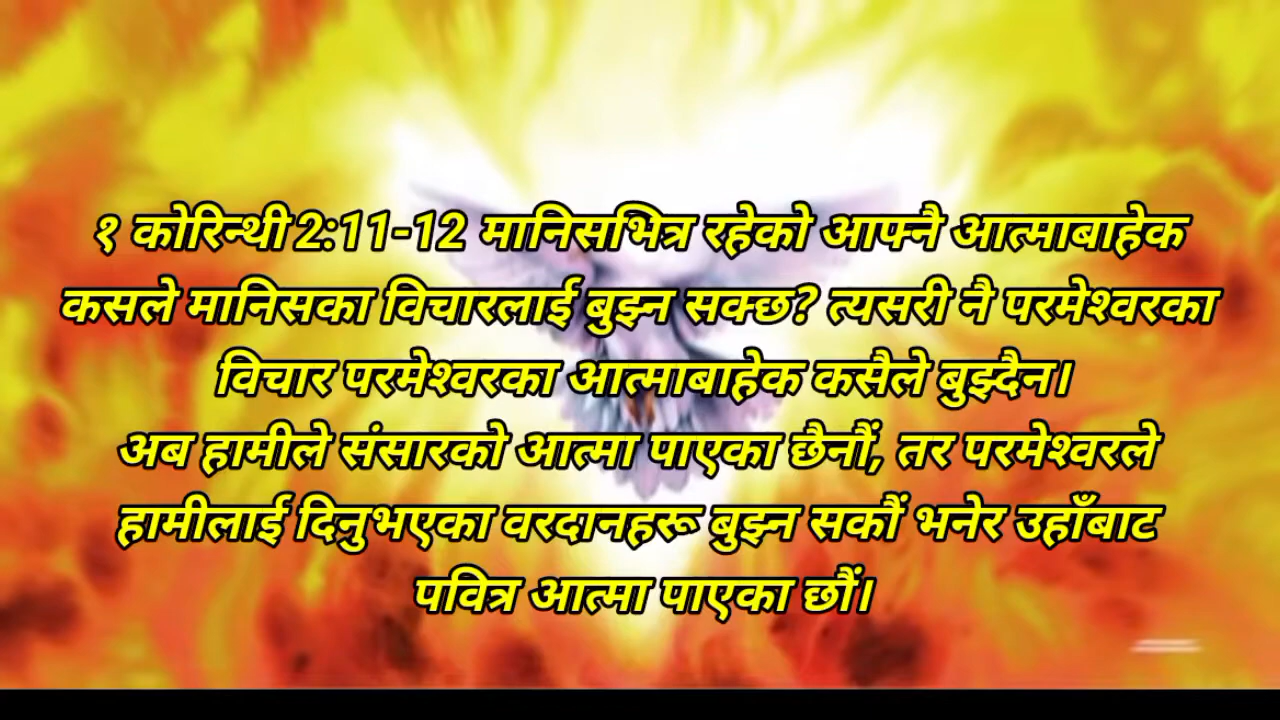 १ कोरिन्थी 2:11-12 मानिसभित्र रहेको आफ्नै आत्माबाहेक
कसले मानिसका विचारलाई बुझ्न सक्छ? त्यसरी नै परमेश्वरका
विचार परमेश्वरका आत्माबाहेक कसैले बुझ्दैन।
अब हामीले संसारको आत्मा पाएका छैनौं, तर परमेश्वरले
हामीलाई दिनुभएका वरदानहरू बुझ्न सकौं भनेर उहाँबाट
पवित्र आत्मा पाएका छौं।